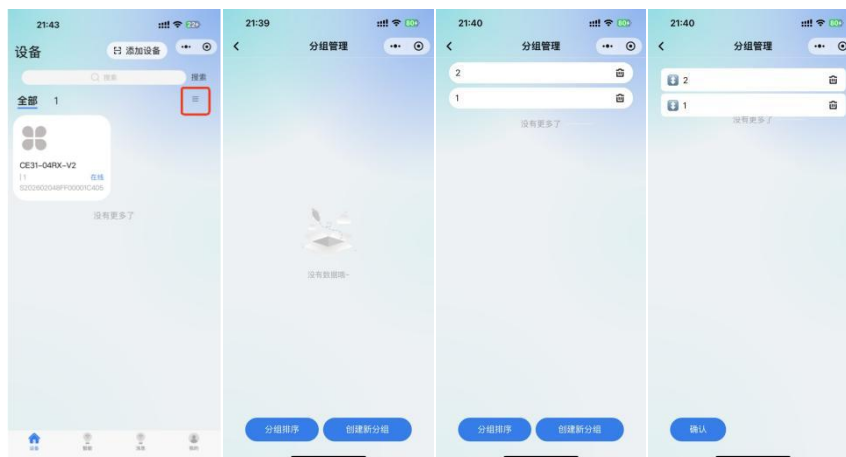 21:43
设备
添加设备
搜索
搜索
全部 1
CE31-04RX-V2
在线
没有更多了
设备
我的
21:39
分组管理
没有数据哦~
分组排序
创建新分组
21:40
分组管理
2
1
没有更多了
分组排序
创建新分组
21:40
分组管理
2
1
没有更多了
确认